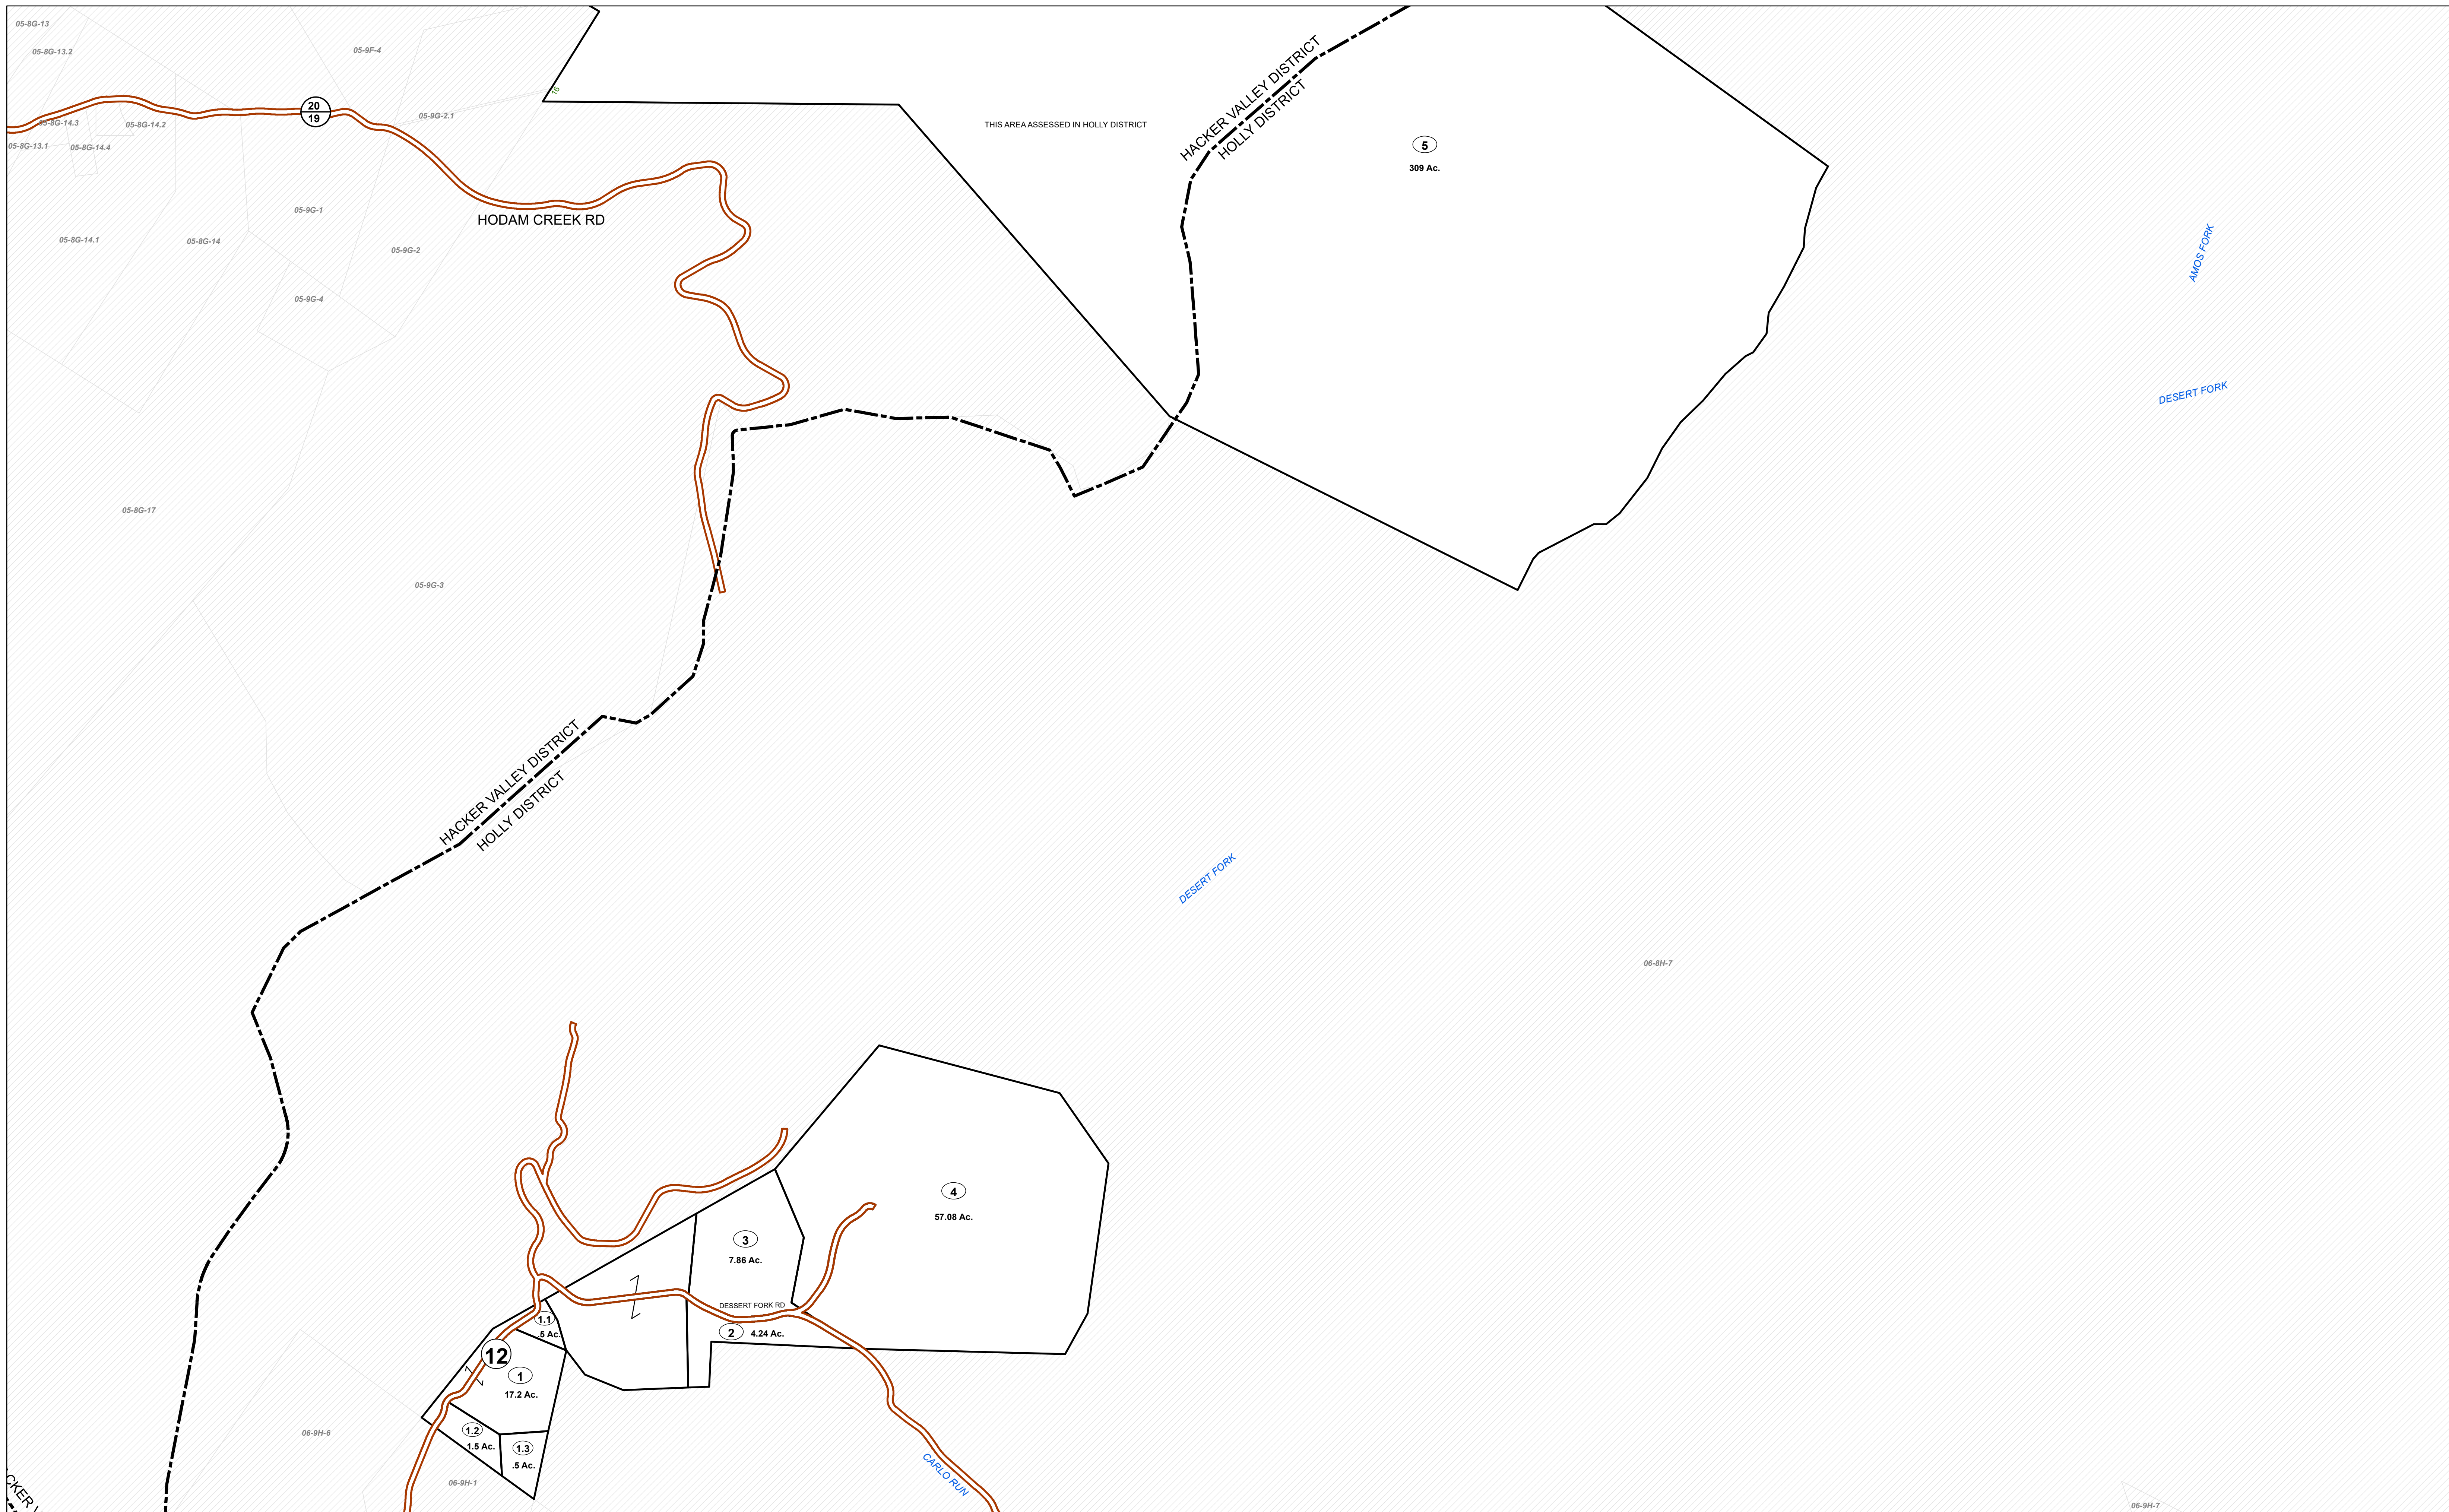 05-8G-13
05-8G-13.2
05-9F-4
HACKER VALLEY DISTRICT
HOLLY DISTRICT
16
20
19
05-8G-14.3
05-8G-14.2
05-9G-2.1
THIS AREA ASSESSED IN HOLLY DISTRICT
05-8G-13.1
05-8G-14.4
5
309 Ac.
05-9G-1
HODAM CREEK RD
05-8G-14.1
05-8G-14
05-9G-2
AMOS FORK
05-9G-4
DESERT FORK
05-8G-17
05-9G-3
HACKER VALLEY DISTRICT
HOLLY DISTRICT
DESERT FORK
06-8H-7
4
57.08 Ac.
3
7.86 Ac.
DESSERT FORK RD
1.1
.5 Ac.
2
4.24 Ac.
12
1
17.2 Ac.
1.2
1.5 Ac.
1.3
.5 Ac.
06-9H-6
06-9H-1
CARLO RUN
06-9H-7